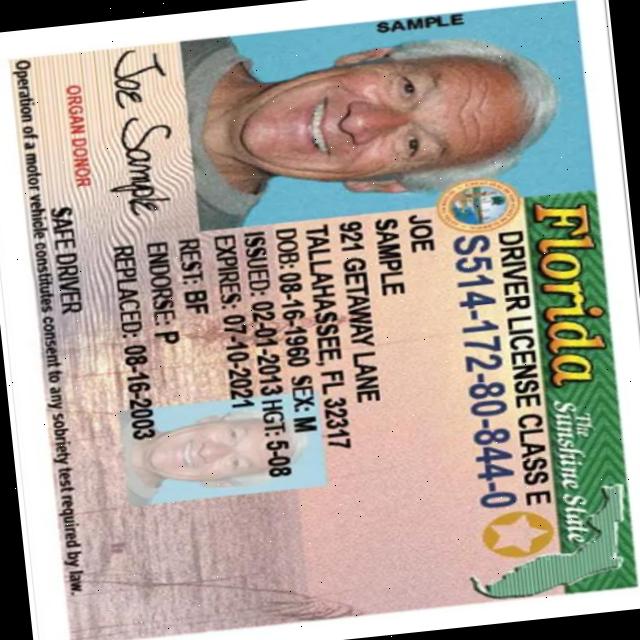 SAMPLE
Florida
The
Sunshine State
DRIVER LICENSE CLASS E
S514-172-80-844-0
JOE
SAMPLE
921 GETAWAY LANE
TALLAHASSEE, FL 32317
DOB: 08-16-1960 SEX: M
ISSUED: 02-01-2013 HGT: 5-08
EXPIRES: 07-10-2021
REST: BF
ENDORSE: P
REPLACED: 08-16-2003
Joe Sample
ORGAN DONOR
SAFE DRIVER
Operation of a motor vehicle constitutes consent to any sobriety test required by law.